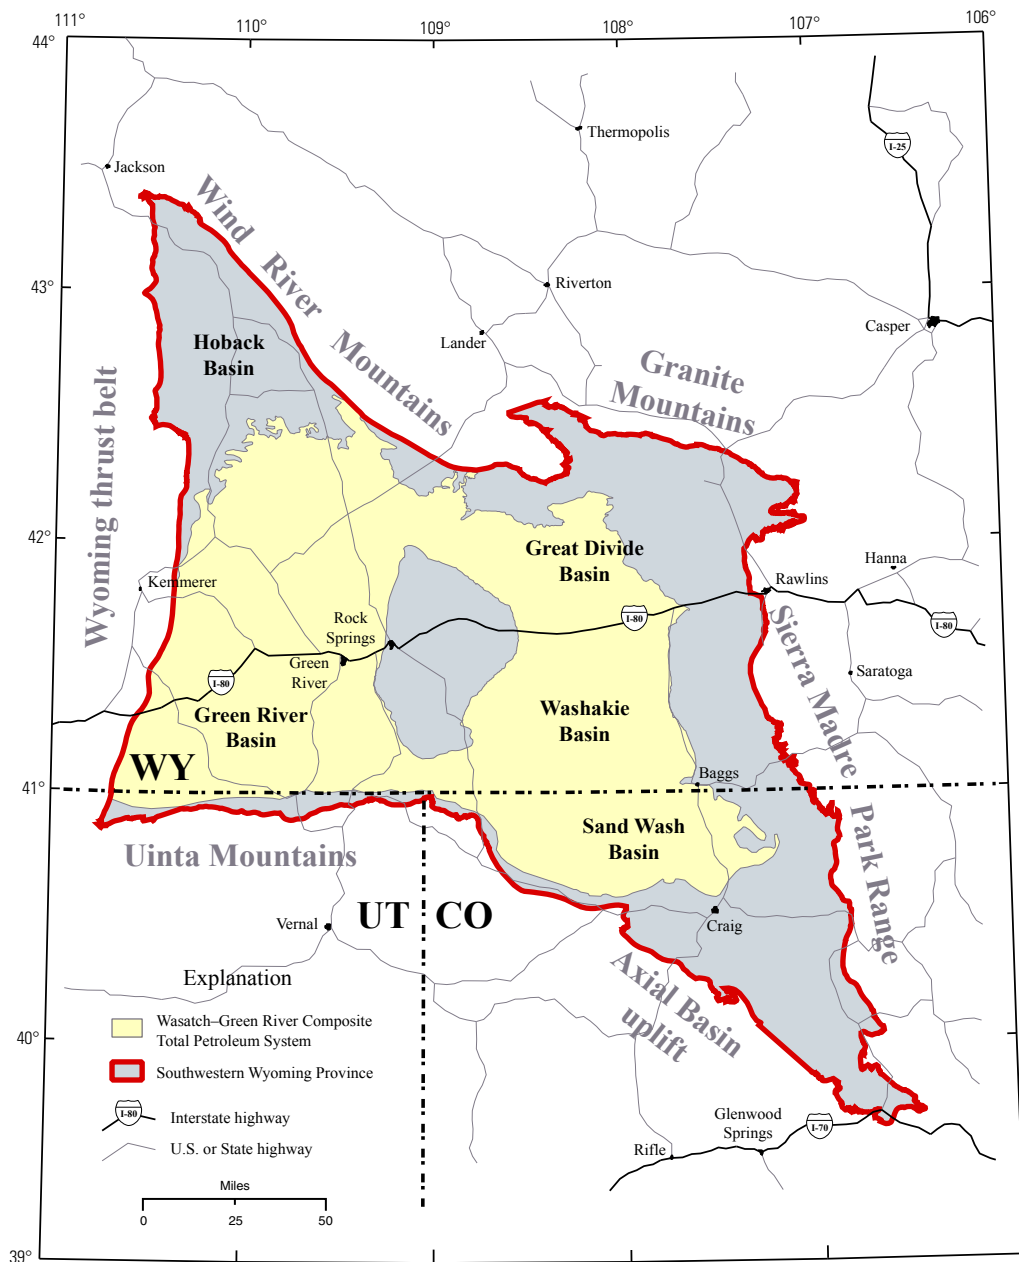 111°
110°
109°
108°
107°
106°
44°
Thermopolis
I-25
Jackson
Wind River Mountains
43°
Riverton
Casper
Lander
Hoback
Basin
Granite
Mountains
Wyoming thrust belt
42°
Great Divide
Basin
Hanna
Kemmerer
Rawlins
Rock
Springs
I-80
I-80
Green
River
Saratoga
I-80
Sierra Madre
Park Range
Green River
Basin
Washakie
Basin
WY
Baggs
41°
Sand Wash
Basin
Uinta Mountains
UT
CO
Vernal
Craig
Axial Basin
uplift
Explanation
Wasatch–Green River Composite
Total Petroleum System
40°
Southwestern Wyoming Province
I-80
Interstate highway
U.S. or State highway
Glenwood
Springs
I-70
Rifle
Miles
0
25
50
39°